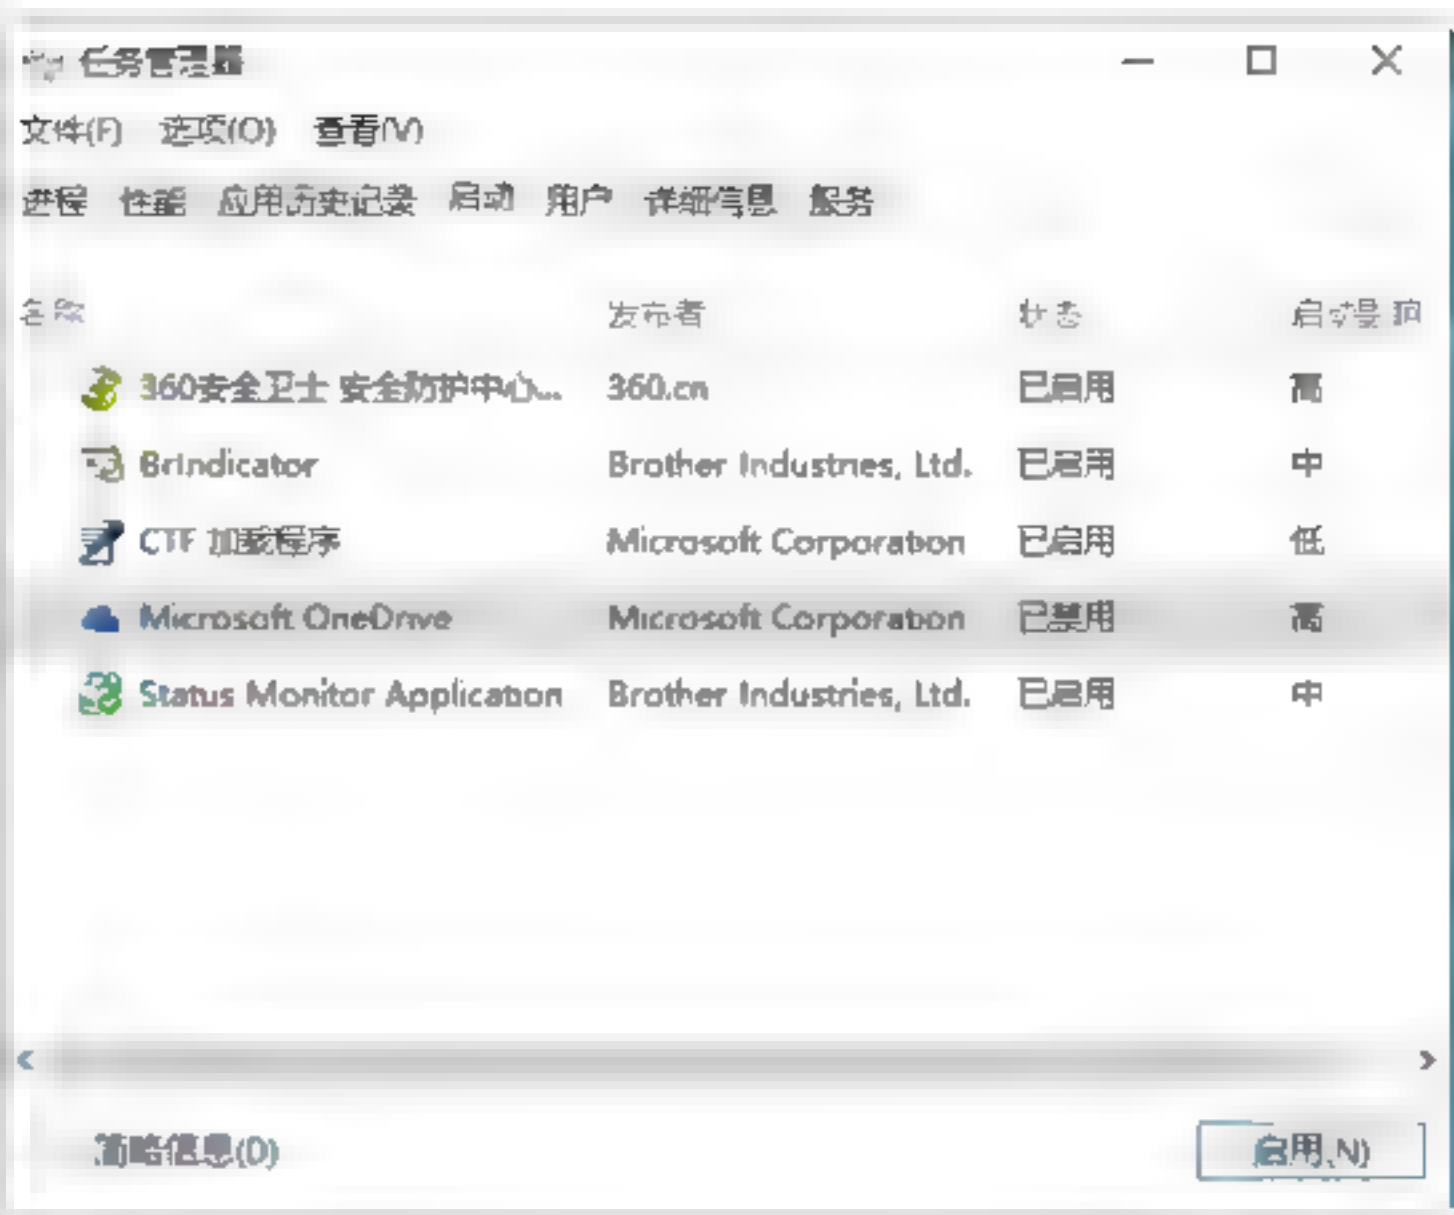 任务管理器
文件(F) 选项(O) 查看(V)
进程 性能 应用历史记录 启动 用户 详细信息 服务
名称 发布者 状态 启动影响
360安全卫士 安全防护中心... 360.cn 已启用 高
BrIndicator Brother Industries, Ltd. 已启用 中
CTF 加载程序 Microsoft Corporation 已启用 低
Microsoft OneDrive Microsoft Corporation 已禁用 高
Status Monitor Application Brother Industries, Ltd. 已启用 中
简略信息(D) 启用(N)